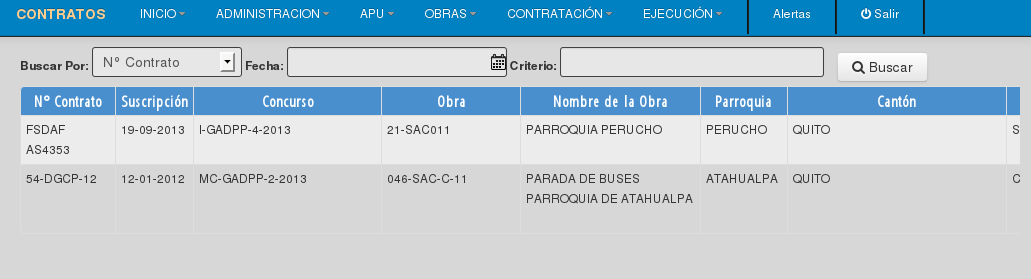 CONTRATOS INICIO ADMINISTRACION APU OBRAS CONTRATACIÓN EJECUCIÓN Alertas Salir
Buscar Por: Nº Contrato Fecha: Criterio: Buscar
Nº Contrato Suscripción Concurso Obra Nombre de la Obra Parroquia Cantón
FSDAF 19-09-2013 I-GADPP-4-2013 21-SAC011 PARROQUIA PERUCHO PERUCHO QUITO S
AS4353
54-DGCP-12 12-01-2012 MC-GADPP-2-2013 046-SAC-C-11 PARADA DE BUSES ATAHUALPA QUITO C
PARROQUIA DE ATAHUALPA